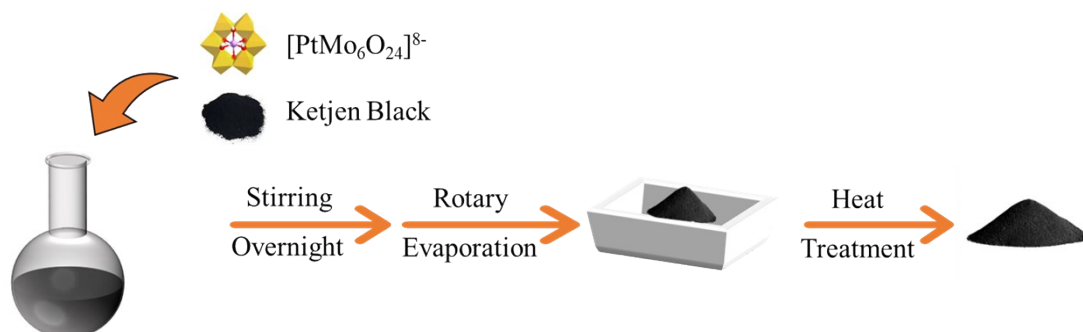 [PtMo₆O₂₄]⁸⁻
Ketjen Black
Stirring
Overnight
Rotary
Evaporation
Heat
Treatment